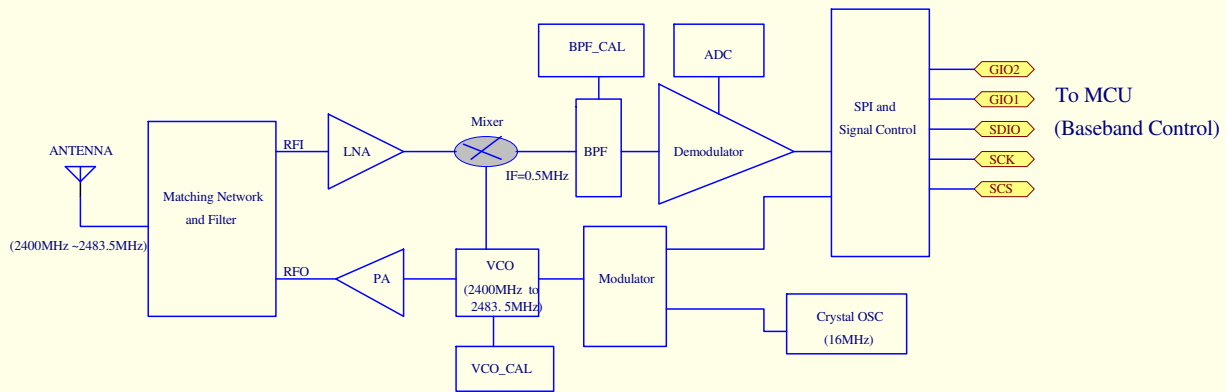 ANTENNA
(2400MHz ~2483.5MHz)
Matching Network
and Filter
RFI
RFO
LNA
PA
Mixer
IF=0.5MHz
VCO
(2400MHz to
2483. 5MHz)
VCO_CAL
BPF_CAL
BPF
ADC
Demodulator
Modulator
Crystal OSC
(16MHz)
SPI and
Signal Control
GIO2
GIO1
SDIO
SCK
SCS
To MCU
(Baseband Control)